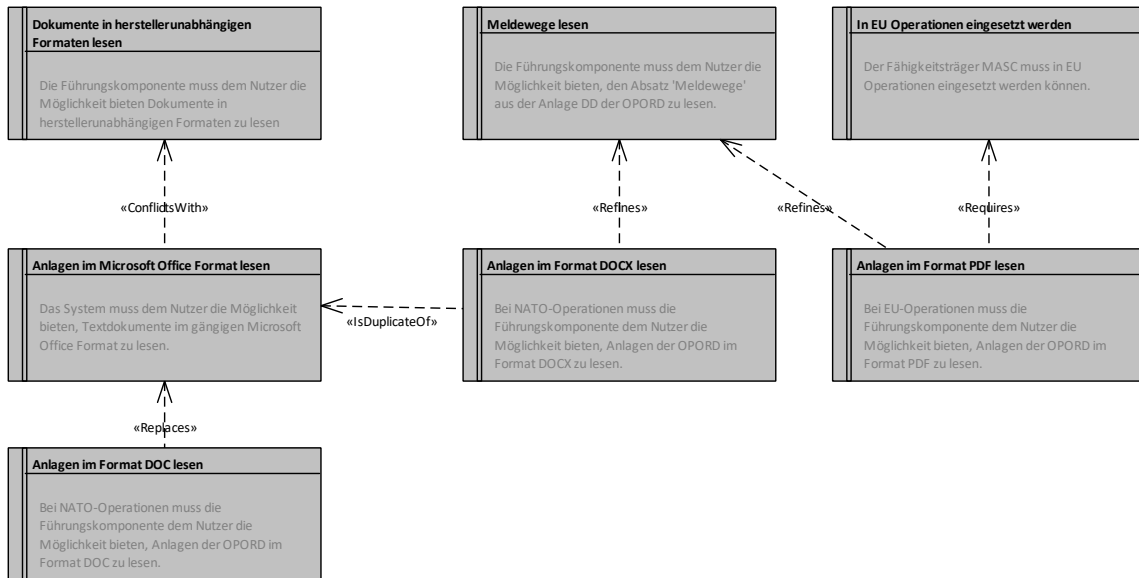 Dokumente in herstellerunabhängigen
Formaten lesen
Die Führungskomponente muss dem Nutzer die
Möglichkeit bieten Dokumente in
herstellerunabhängigen Formaten zu lesen
Meldewege lesen
Die Führungskomponente muss dem Nutzer die
Möglichkeit bieten, den Absatz 'Meldewege'
aus der Anlage DD der OPORD zu lesen.
In EU Operationen eingesetzt werden
Der Fähigkeitsträger MASC muss in EU
Operationen eingesetzt werden können.
«ConflictsWith»
«Refines»
«Refines»
«Requires»
Anlagen im Microsoft Office Format lesen
Das System muss dem Nutzer die Möglichkeit
bieten, Textdokumente im gängigen Microsoft
Office Format zu lesen.
«IsDuplicateOf»
Anlagen im Format DOCX lesen
Bei NATO-Operationen muss die
Führungskomponente dem Nutzer die
Möglichkeit bieten, Anlagen der OPORD im
Format DOCX zu lesen.
Anlagen im Format PDF lesen
Bei EU-Operationen muss die
Führungskomponente dem Nutzer die
Möglichkeit bieten, Anlagen der OPORD im
Format PDF zu lesen.
«Replaces»
Anlagen im Format DOC lesen
Bei NATO-Operationen muss die
Führungskomponente dem Nutzer die
Möglichkeit bieten, Anlagen der OPORD im
Format DOC zu lesen.